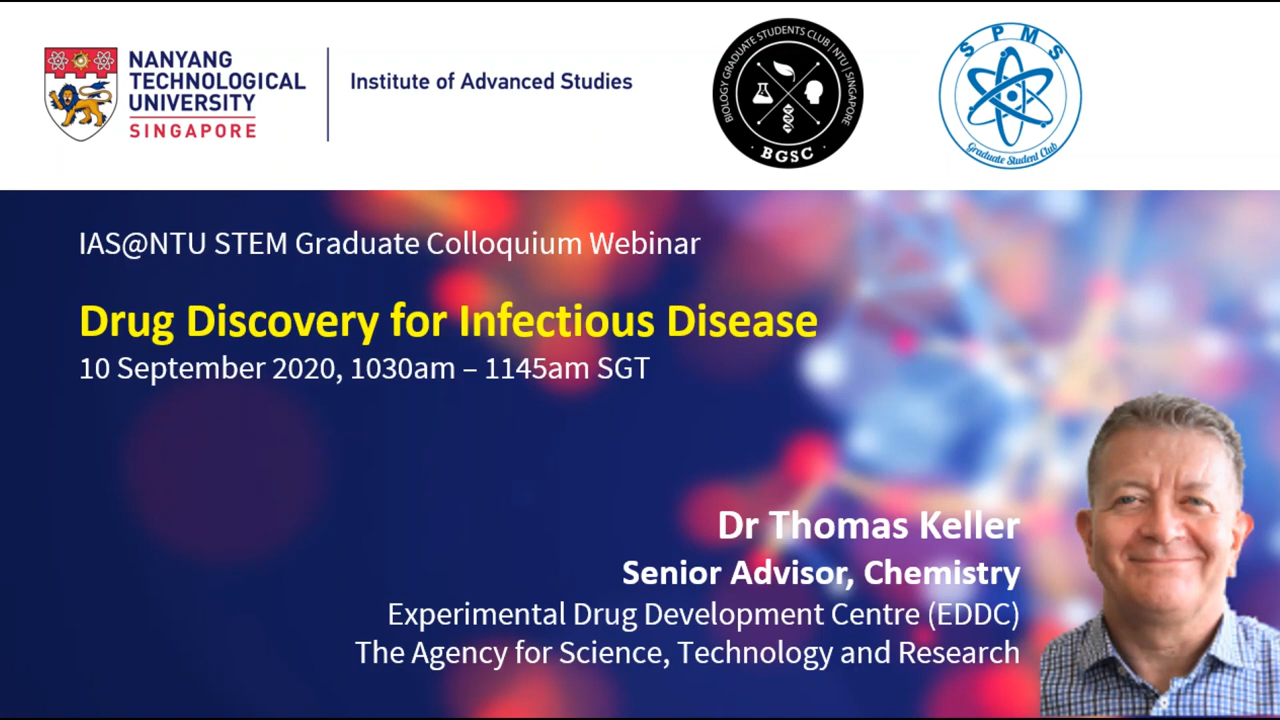 NANYANG
TECHNOLOGICAL
UNIVERSITY
SINGAPORE
Institute of Advanced Studies
BIOLOGY GRADUATE STUDENTS CLUB | NTU | SINGAPORE
· BGSC ·
SPMS
Graduate Student Club
IAS@NTU STEM Graduate Colloquium Webinar
Drug Discovery for Infectious Disease
10 September 2020, 1030am – 1145am SGT
Dr Thomas Keller
Senior Advisor, Chemistry
Experimental Drug Development Centre (EDDC)
The Agency for Science, Technology and Research